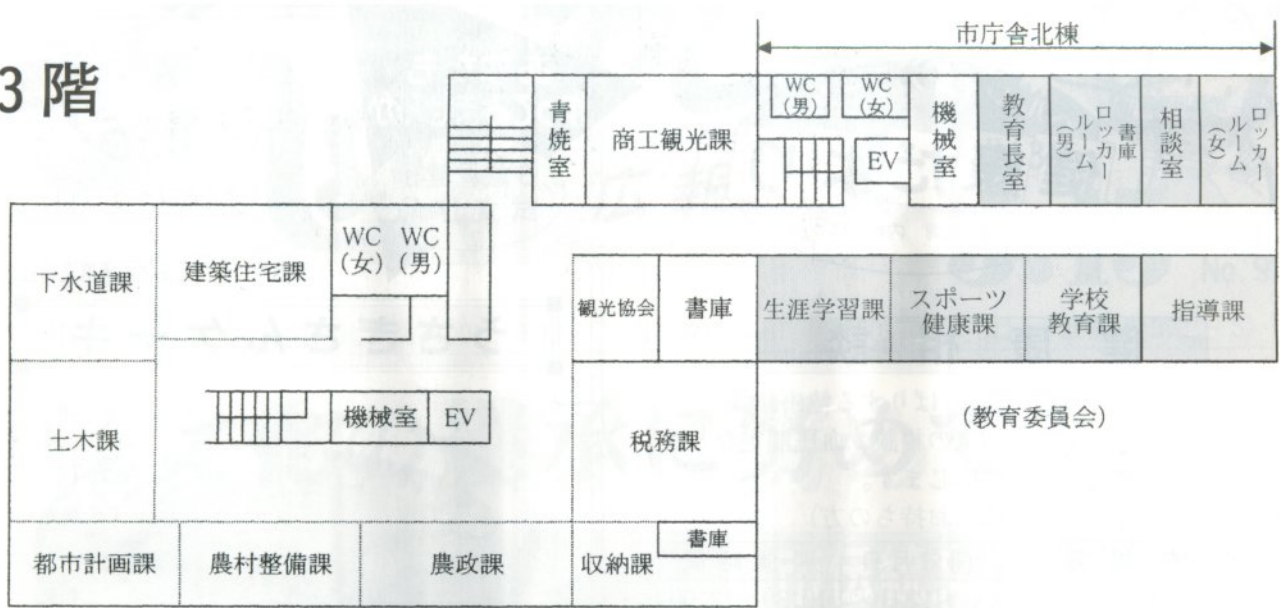 3階
市庁舎北棟
青焼室
商工観光課
WC
(男)
WC
(女)
EV
機械室
教育長室
書庫
ロッカー
ルーム
(男)
相談室
ロッカー
ルーム
(女)
下水道課
建築住宅課
WC
(女)
WC
(男)
観光協会
書庫
生涯学習課
スポーツ
健康課
学校
教育課
指導課
土木課
機械室
EV
税務課
(教育委員会)
都市計画課
農村整備課
農政課
収納課
書庫